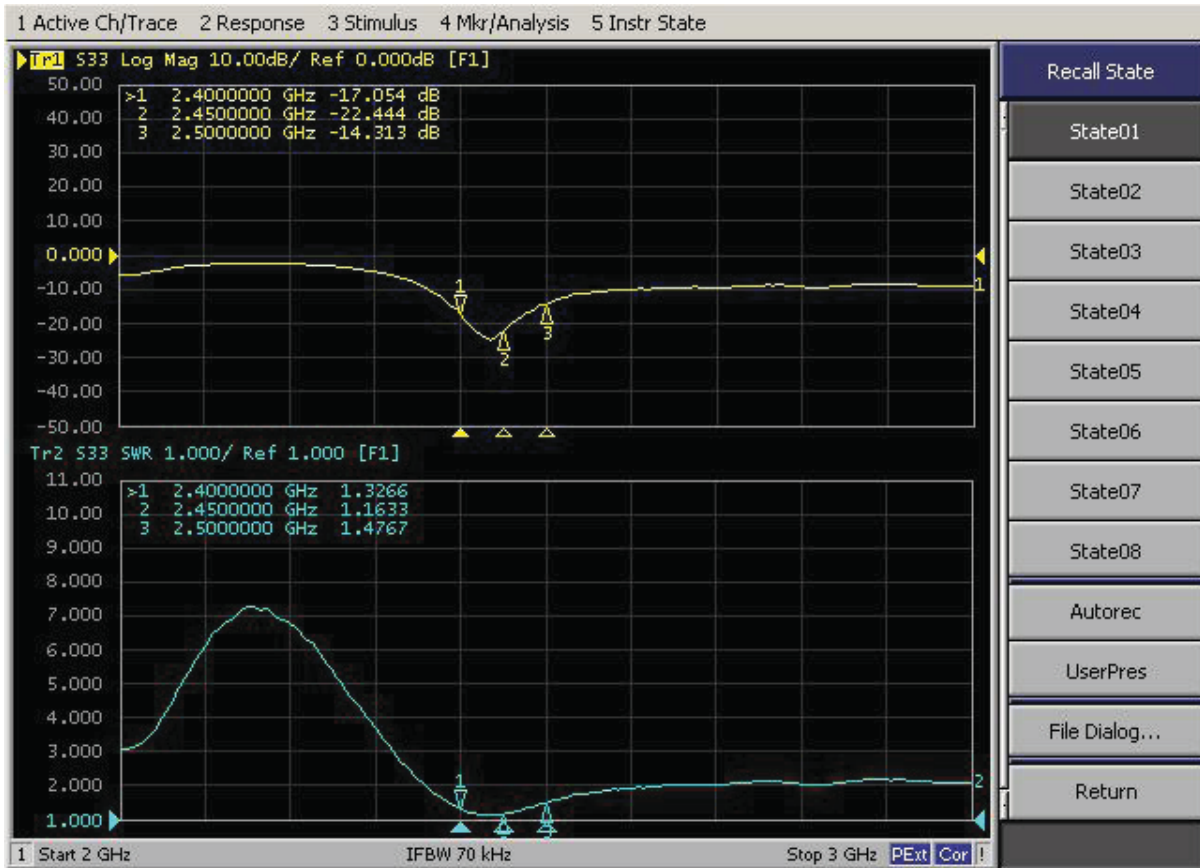 1 Active Ch/Trace 2 Response 3 Stimulus 4 Mkr/Analysis 5 Instr State
Tr1 S33 Log Mag 10.00dB/ Ref 0.000dB [F1]
50.00
>1 2.4000000 GHz -17.054 dB
40.00
2 2.4500000 GHz -22.444 dB
3 2.5000000 GHz -14.313 dB
30.00
20.00
10.00
0.000
-10.00
1
1
-20.00
3
-30.00
2
-40.00
-50.00
Tr2 S33 SWR 1.000/ Ref 1.000 [F1]
11.00
>1 2.4000000 GHz 1.3266
10.00
2 2.4500000 GHz 1.1633
3 2.5000000 GHz 1.4767
9.000
8.000
7.000
6.000
5.000
4.000
3.000
2.000
1
2
1.000
1 Start 2 GHz IFBW 70 kHz Stop 3 GHz PExt Cor !
Recall State
State01
State02
State03
State04
State05
State06
State07
State08
Autorec
UserPres
File Dialog...
Return